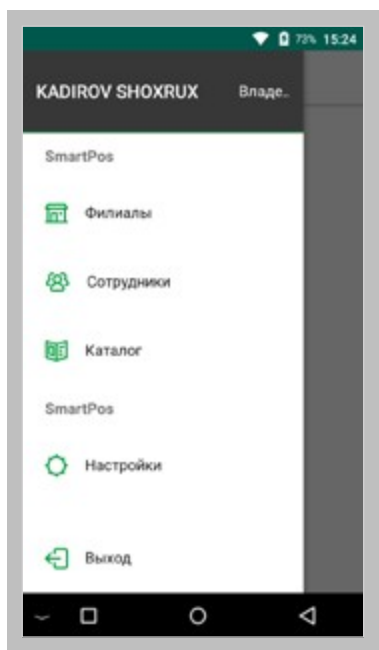 73% 15:24
KADIROV SHOXRUX Владе..
SmartPos
Филиалы
Сотрудники
Каталог
SmartPos
Настройки
Выход